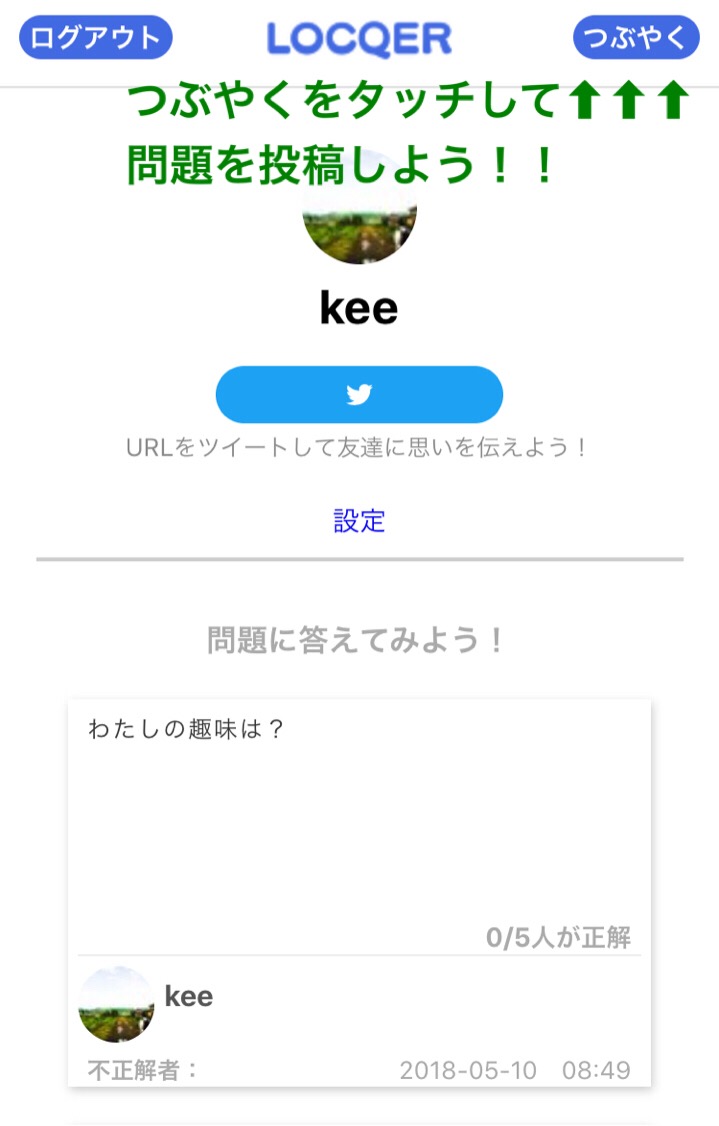 ログアウト
LOCQER
つぶやく
つぶやくをタッチして⬆⬆⬆
問題を投稿しよう！！
kee
URLをツイートして友達に思いを伝えよう！
設定
問題に答えてみよう！
わたしの趣味は？
0/5人が正解
kee
不正解者：
2018-05-10 08:49